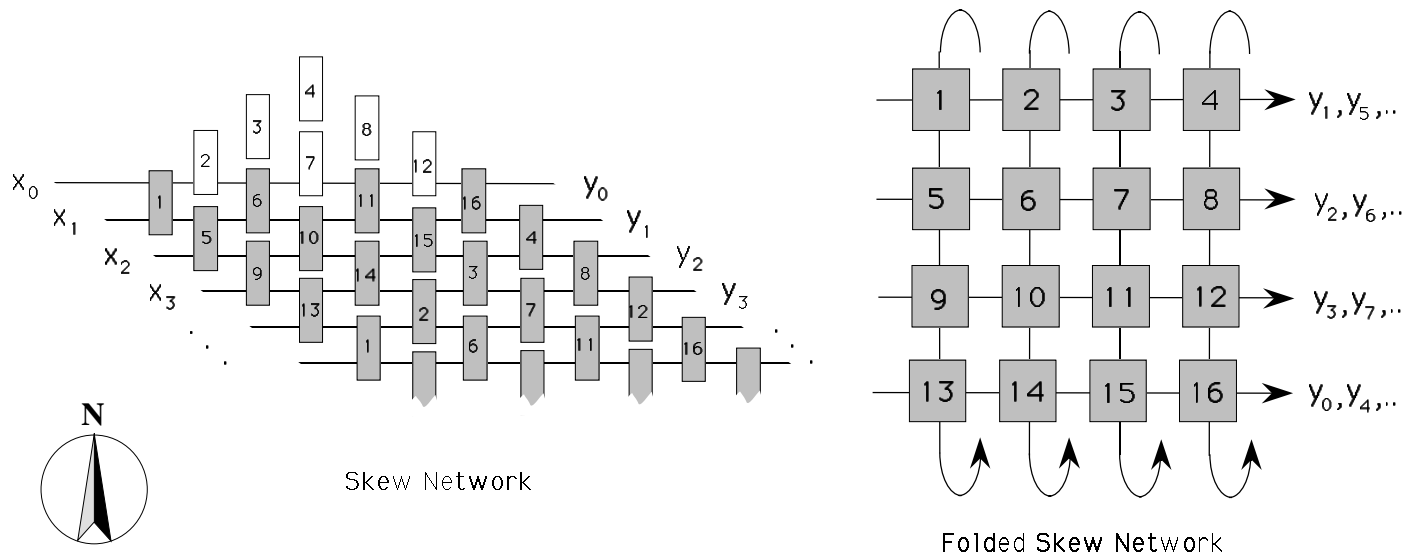 4
3 8
2 7 12
x₀ 1 6 11 16 y₀
x₁ 5 10 15 4 y₁
x₂ 9 14 3 8 y₂
x₃ 13 2 7 12 y₃
1 6 11 16
N
Skew Network
1 2 3 4 y₁,y₅,..
5 6 7 8 y₂,y₆,..
9 10 11 12 y₃,y₇,..
13 14 15 16 y₀,y₄,..
Folded Skew Network